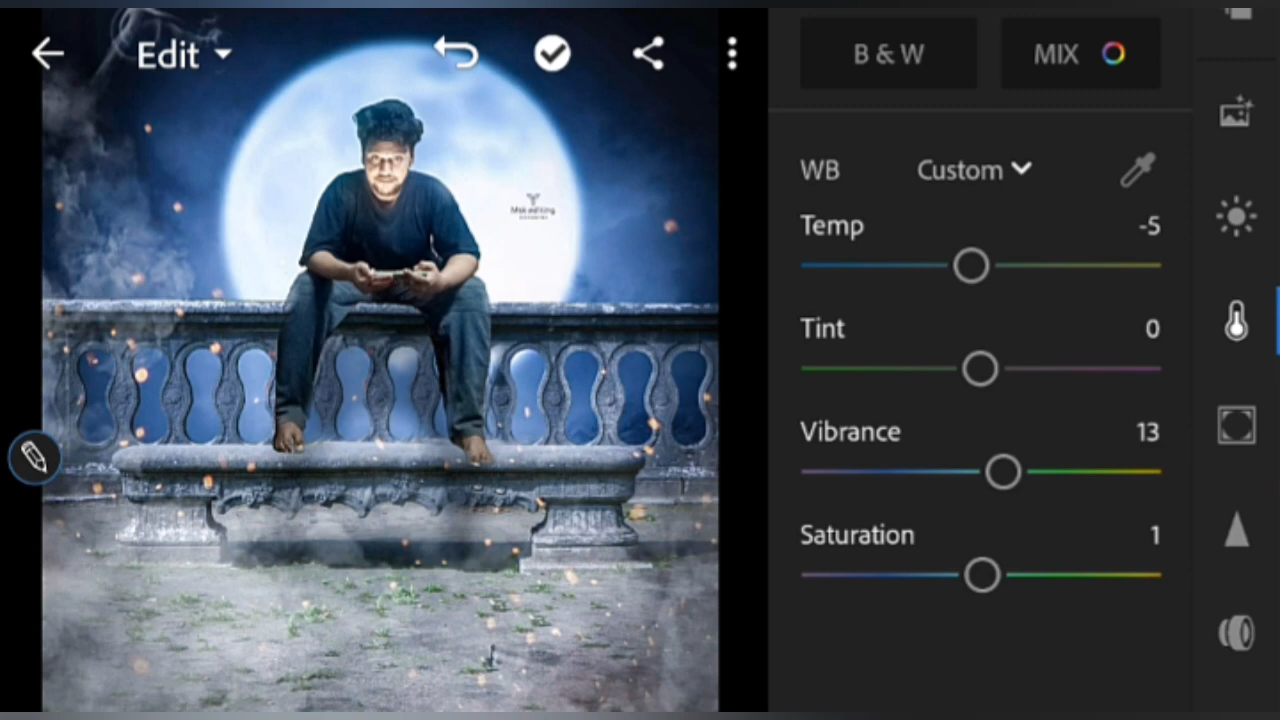 Edit
B & W
MIX
WB
Custom
Temp
-5
Tint
0
Vibrance
13
Saturation
1